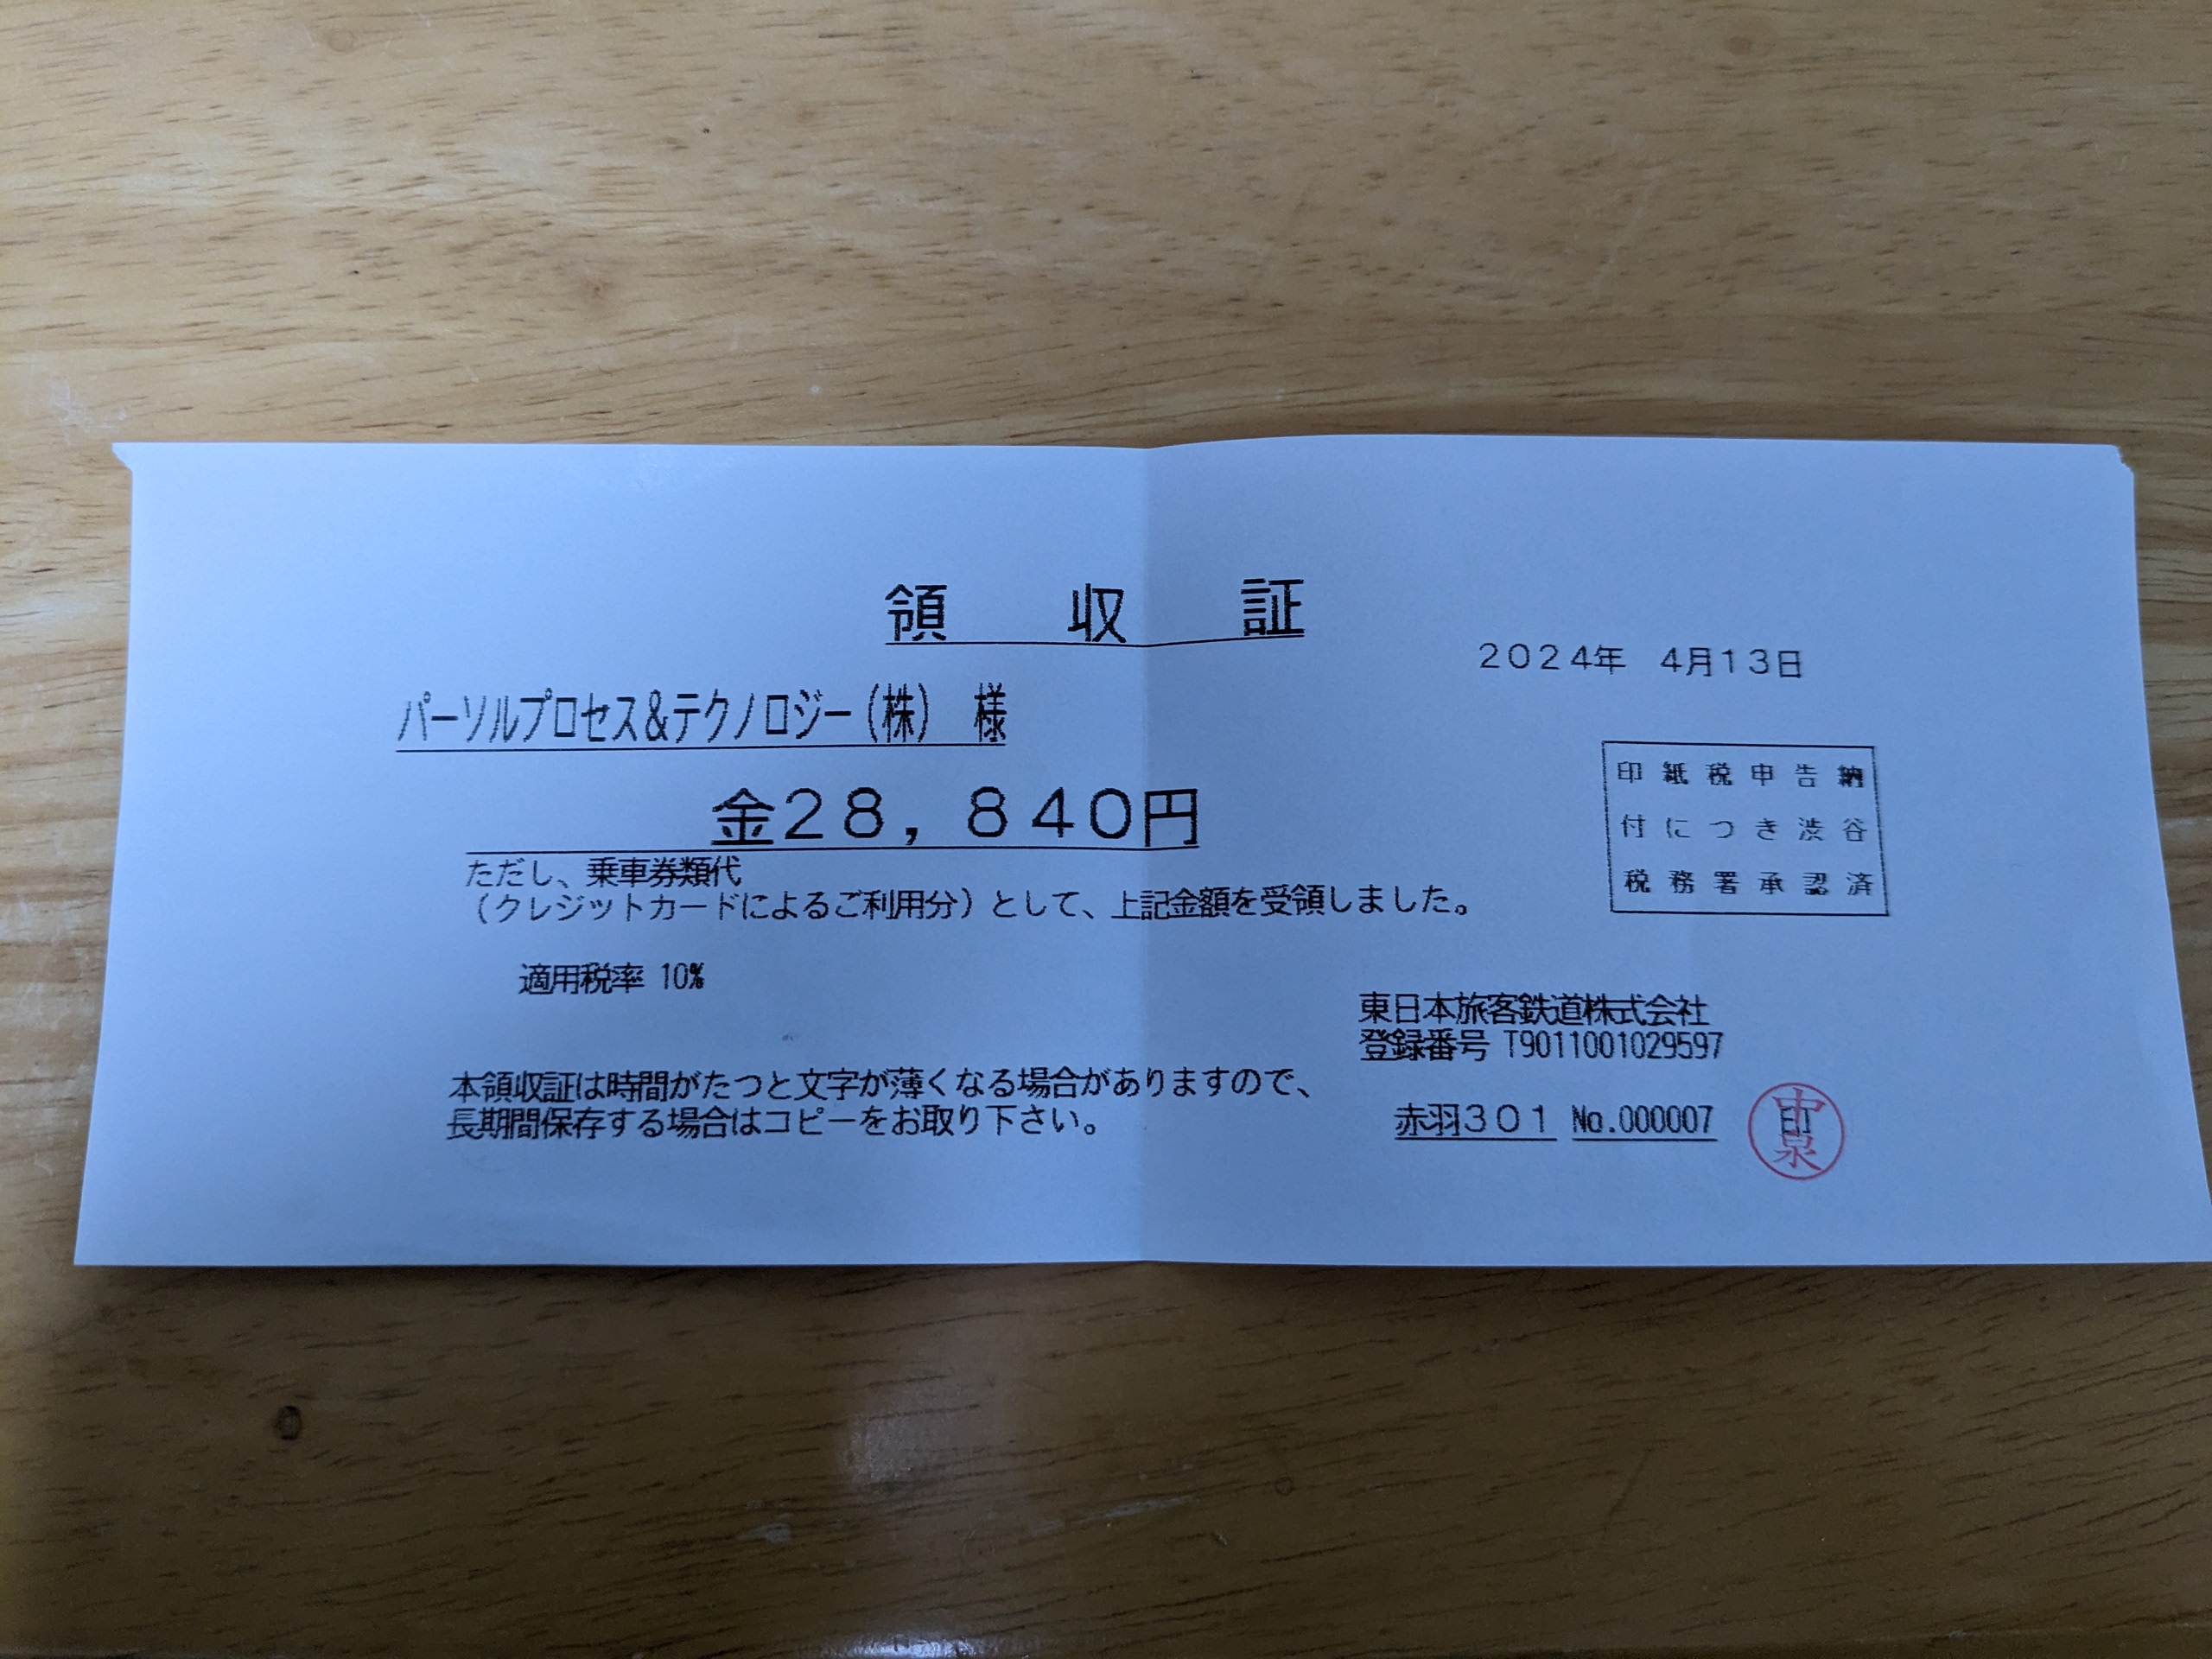 領収証
2024年 4月13日
パーソルプロセス&テクノロジー(株) 様
金28,840円
ただし、乗車券類代
(クレジットカードによるご利用分)として、上記金額を受領しました。
印紙税申告納
付につき渋谷
税務署承認済
適用税率 10%
東日本旅客鉄道株式会社
登録番号 T9011001029597
本領収証は時間がたつと文字が薄くなる場合がありますので、
長期間保存する場合はコピーをお取り下さい。
赤羽301 No.000007 印
中泉